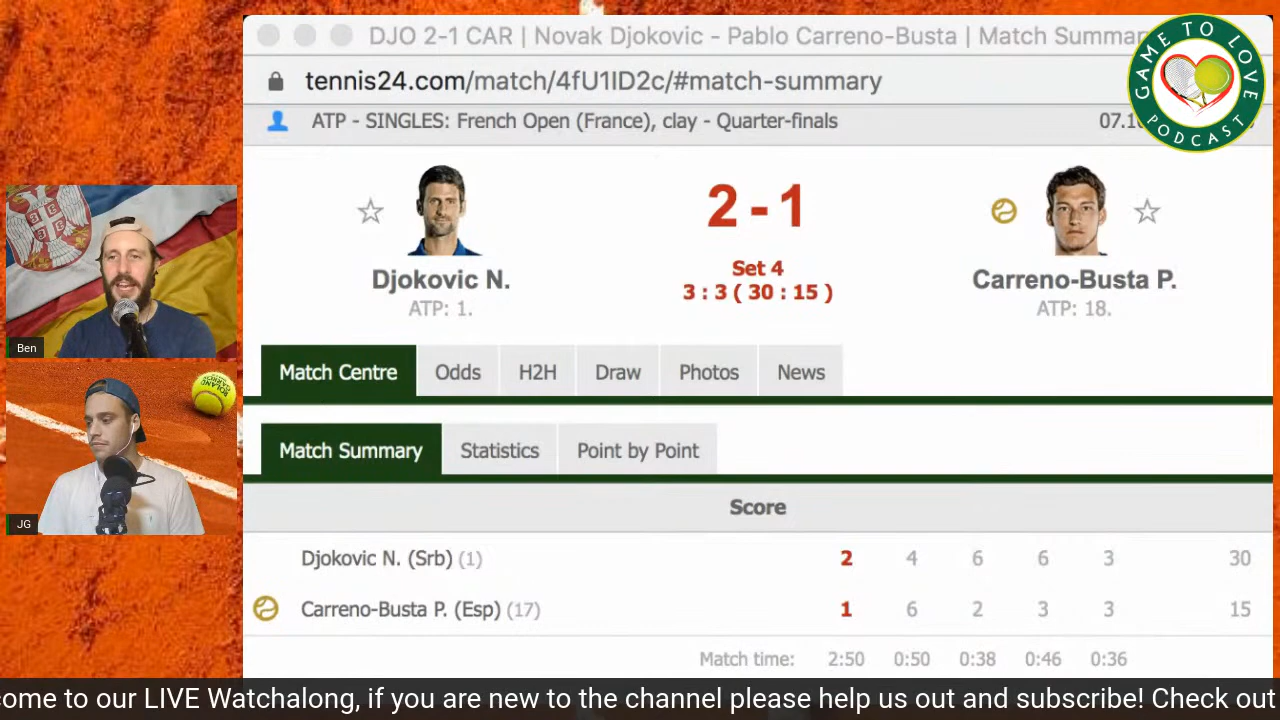 DJO 2-1 CAR | Novak Djokovic - Pablo Carreno-Busta | Match Summar
GAME TO LOVE PODCAST
tennis24.com/match/4fU1ID2c/#match-summary
ATP - SINGLES: French Open (France), clay - Quarter-finals 07.10
2 - 1
Set 4
3 : 3 ( 30 : 15 )
Djokovic N.
ATP: 1.
Carreno-Busta P.
ATP: 18.
Ben
JG
ROLAND GARROS
Match Centre Odds H2H Draw Photos News
Match Summary Statistics Point by Point
Score
Djokovic N. (Srb) (1) 2 4 6 6 3 30
Carreno-Busta P. (Esp) (17) 1 6 2 3 3 15
Match time: 2:50 0:50 0:38 0:46 0:36
come to our LIVE Watchalong, if you are new to the channel please help us out and subscribe! Check out